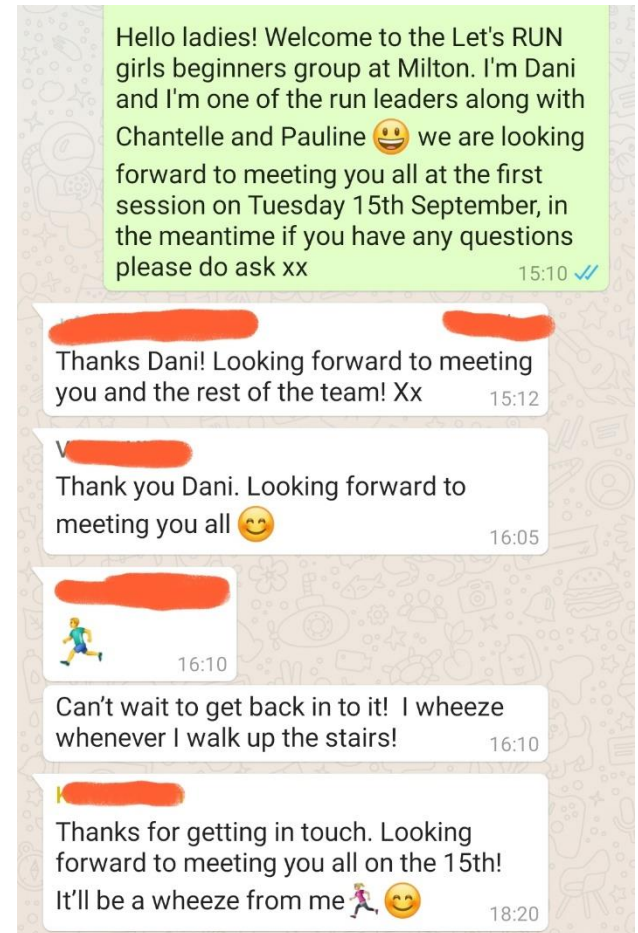 Hello ladies! Welcome to the Let's RUN
girls beginners group at Milton. I'm Dani
and I'm one of the run leaders along with
Chantelle and Pauline 😃 we are looking
forward to meeting you all at the first
session on Tuesday 15th September, in
the meantime if you have any questions
please do ask xx
15:10
Thanks Dani! Looking forward to meeting
you and the rest of the team! Xx
15:12
Thank you Dani. Looking forward to
meeting you all 😊
16:05
🏃‍♂️
16:10
Can't wait to get back in to it! I wheeze
whenever I walk up the stairs!
16:10
Thanks for getting in touch. Looking
forward to meeting you all on the 15th!
It'll be a wheeze from me 🏃‍♀️ 😊
18:20